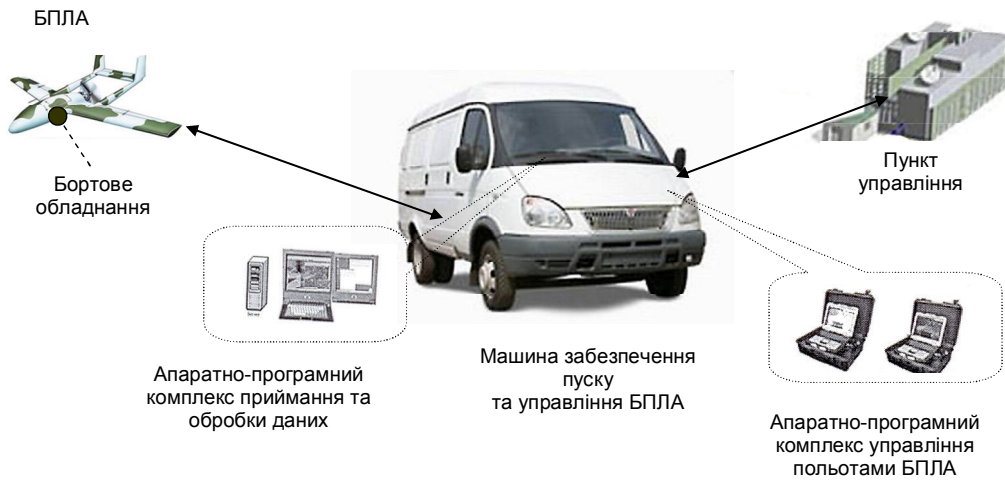 БПЛА
Бортове
обладнання
Пункт
управління
Апаратно-програмний
комплекс приймання та
обробки даних
Машина забезпечення
пуску
та управління БПЛА
Апаратно-програмний
комплекс управління
польотами БПЛА